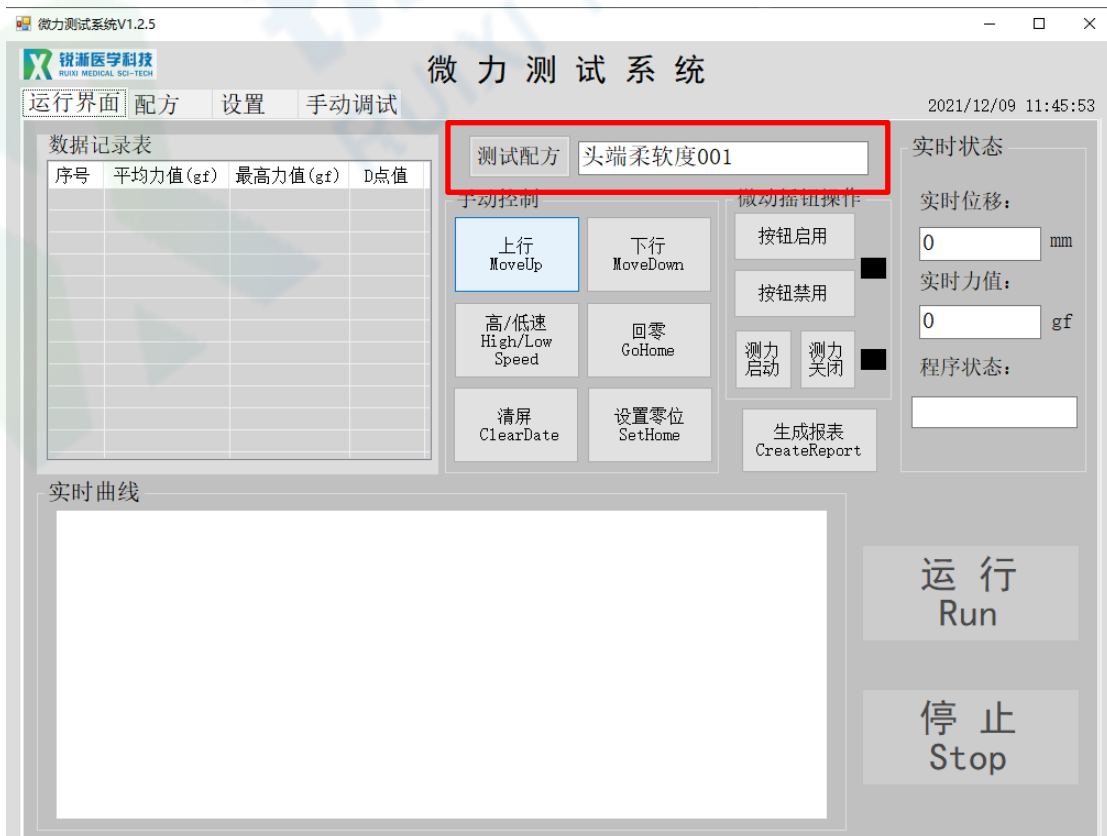 微力测试系统V1.2.5
锐浙医学科技
RUIXI MEDICAL SCI-TECH
微力测试系统
运行界面 配方 设置 手动调试
2021/12/09 11:45:53
数据记录表
序号 平均力值(gf) 最高力值(gf) D点值
测试配方 头端柔软度001
手动控制
上行
MoveUp
下行
MoveDown
高/低速
High/Low
Speed
回零
GoHome
清屏
ClearDate
设置零位
SetHome
微动摇钮操作
按钮启用
按钮禁用
测力
启动
测力
关闭
生成报表
CreateReport
实时状态
实时位移:
0 mm
实时力值:
0 gf
程序状态:
实时曲线
运行
Run
停止
Stop